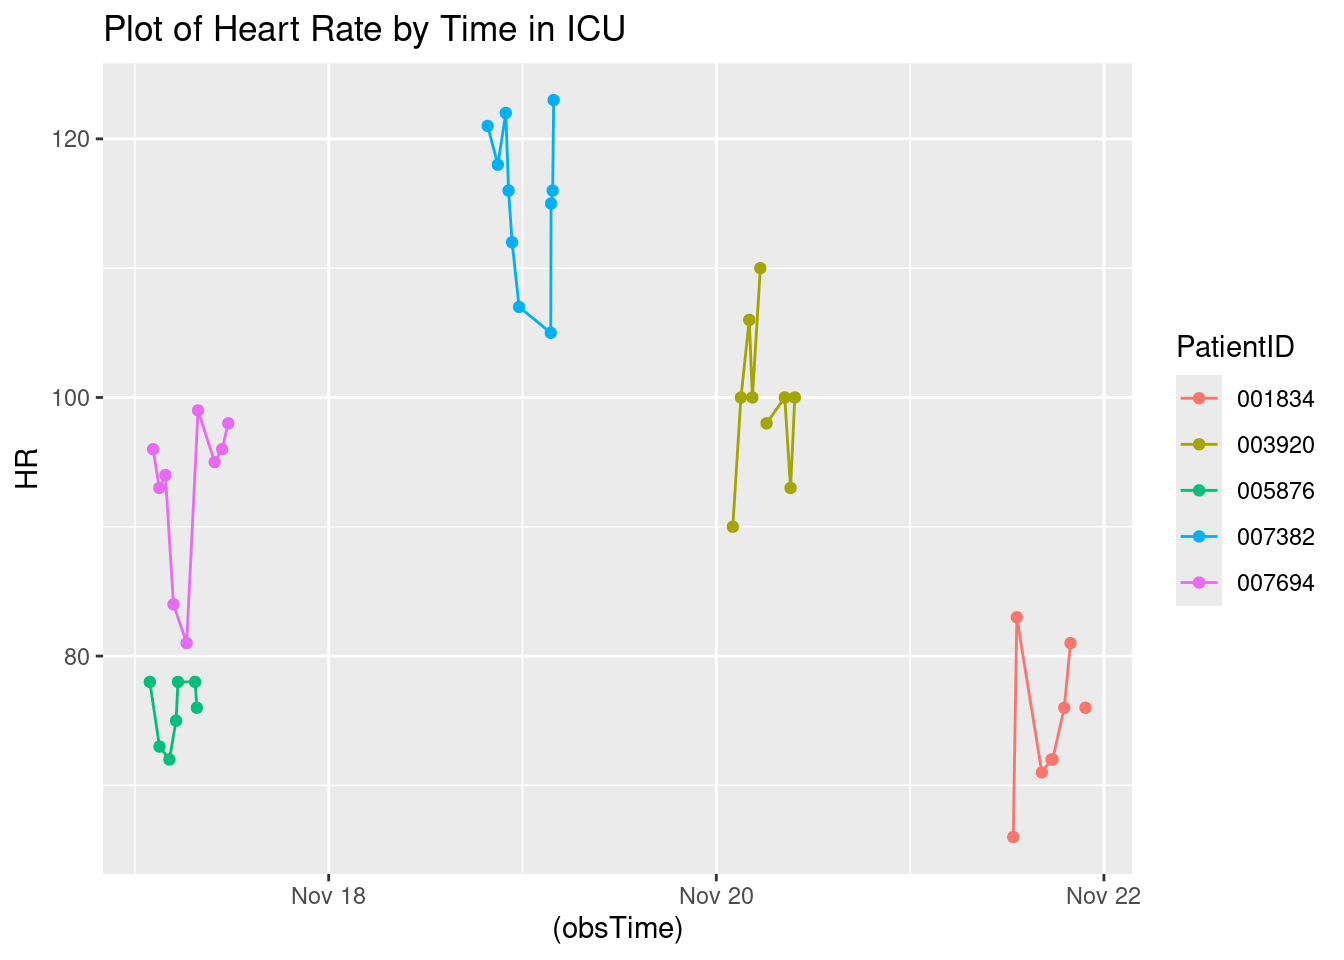 Plot of Heart Rate by Time in ICU
120
100
80
HR
Nov 18
Nov 20
Nov 22
(obsTime)
PatientID
001834
003920
005876
007382
007694